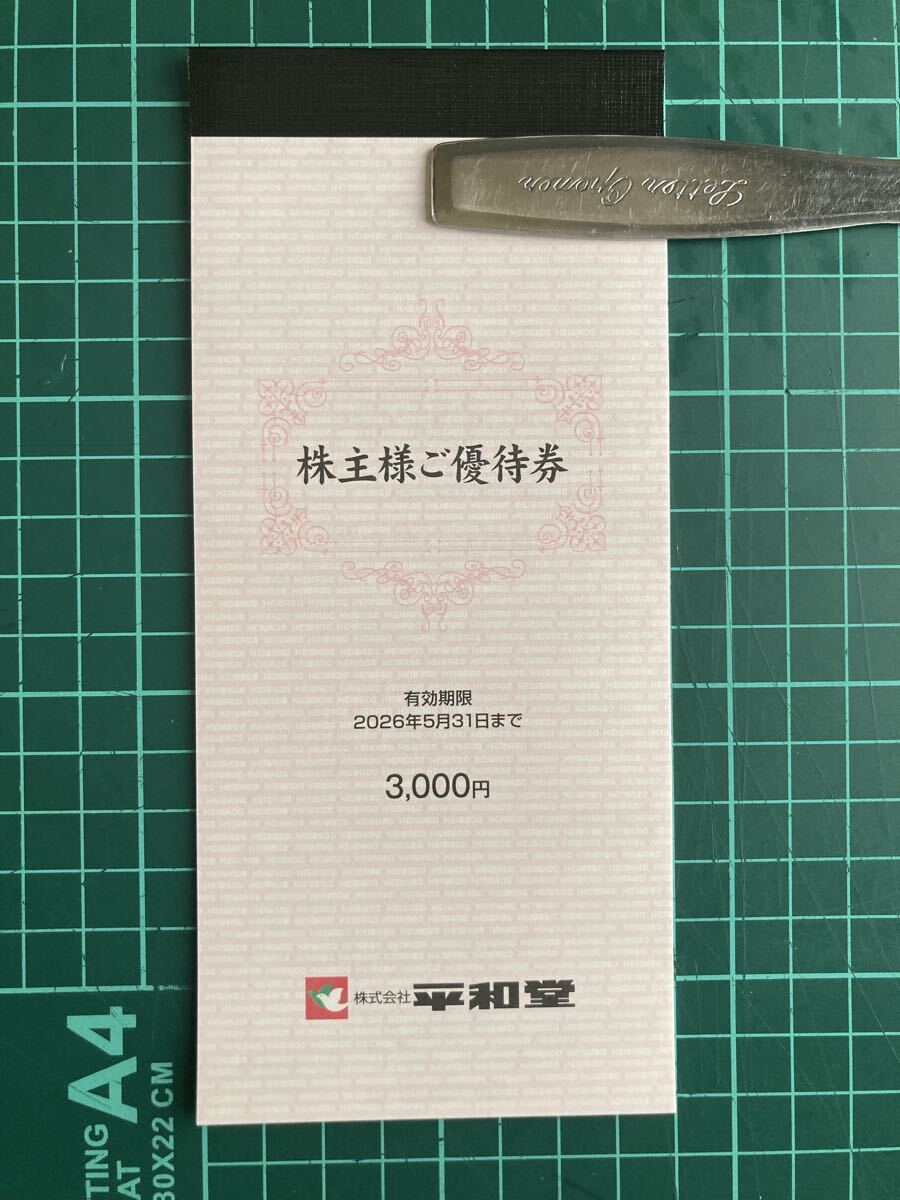 Letter Opener
株主様ご優待券
有効期限
2026年5月31日まで
3,000円
株式会社 平和堂
A4
TTING
AT
30X22 CM